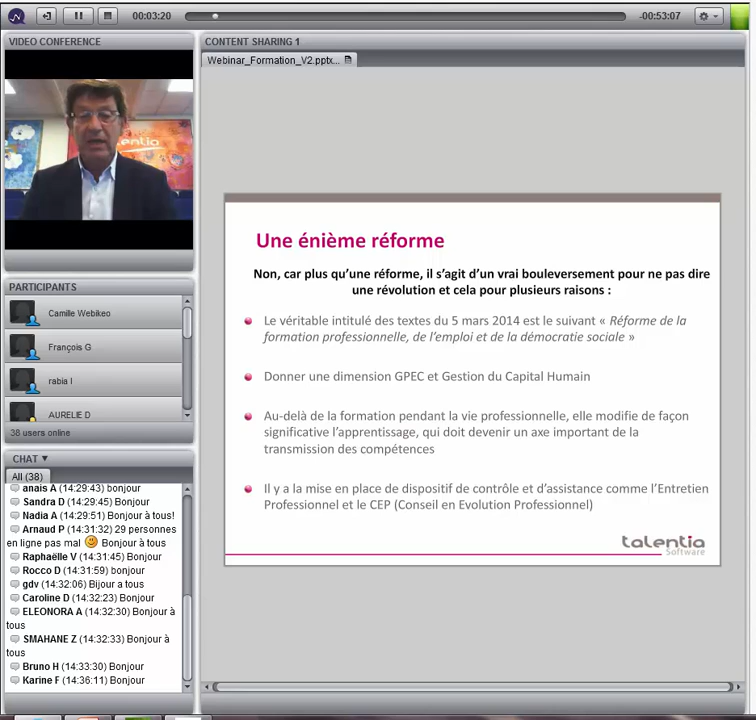 00:03:20
-00:53:07
VIDEO CONFERENCE
talentia
PARTICIPANTS
Camille Webikeo
François G
rabia I
AURELIE D
38 users online
CHAT
All (38)
anais A (14:29:43) bonjour
Sandra D (14:29:45) Bonjour
Nadia A (14:29:51) Bonjour à tous!
Arnaud P (14:31:32) 29 personnes
en ligne pas mal Bonjour à tous
Raphaëlle V (14:31:45) Bonjour
Rocco D (14:31:59) bonjour
gdv (14:32:06) Bijour a tous
Caroline D (14:32:23) Bonjour
ELEONORA A (14:32:30) Bonjour à
tous
SMAHANE Z (14:32:33) Bonjour à
tous
Bruno H (14:33:30) Bonjour
Karine F (14:36:11) Bonjour
CONTENT SHARING 1
Webinar_Formation_V2.pptx...
Une énième réforme
Non, car plus qu'une réforme, il s'agit d'un vrai bouleversement pour ne pas dire
une révolution et cela pour plusieurs raisons :
Le véritable intitulé des textes du 5 mars 2014 est le suivant « Réforme de la
formation professionnelle, de l'emploi et de la démocratie sociale »
Donner une dimension GPEC et Gestion du Capital Humain
Au-delà de la formation pendant la vie professionnelle, elle modifie de façon
significative l'apprentissage, qui doit devenir un axe important de la
transmission des compétences
Il y a la mise en place de dispositif de contrôle et d'assistance comme l'Entretien
Professionnel et le CEP (Conseil en Evolution Professionnel)
talentia
Software